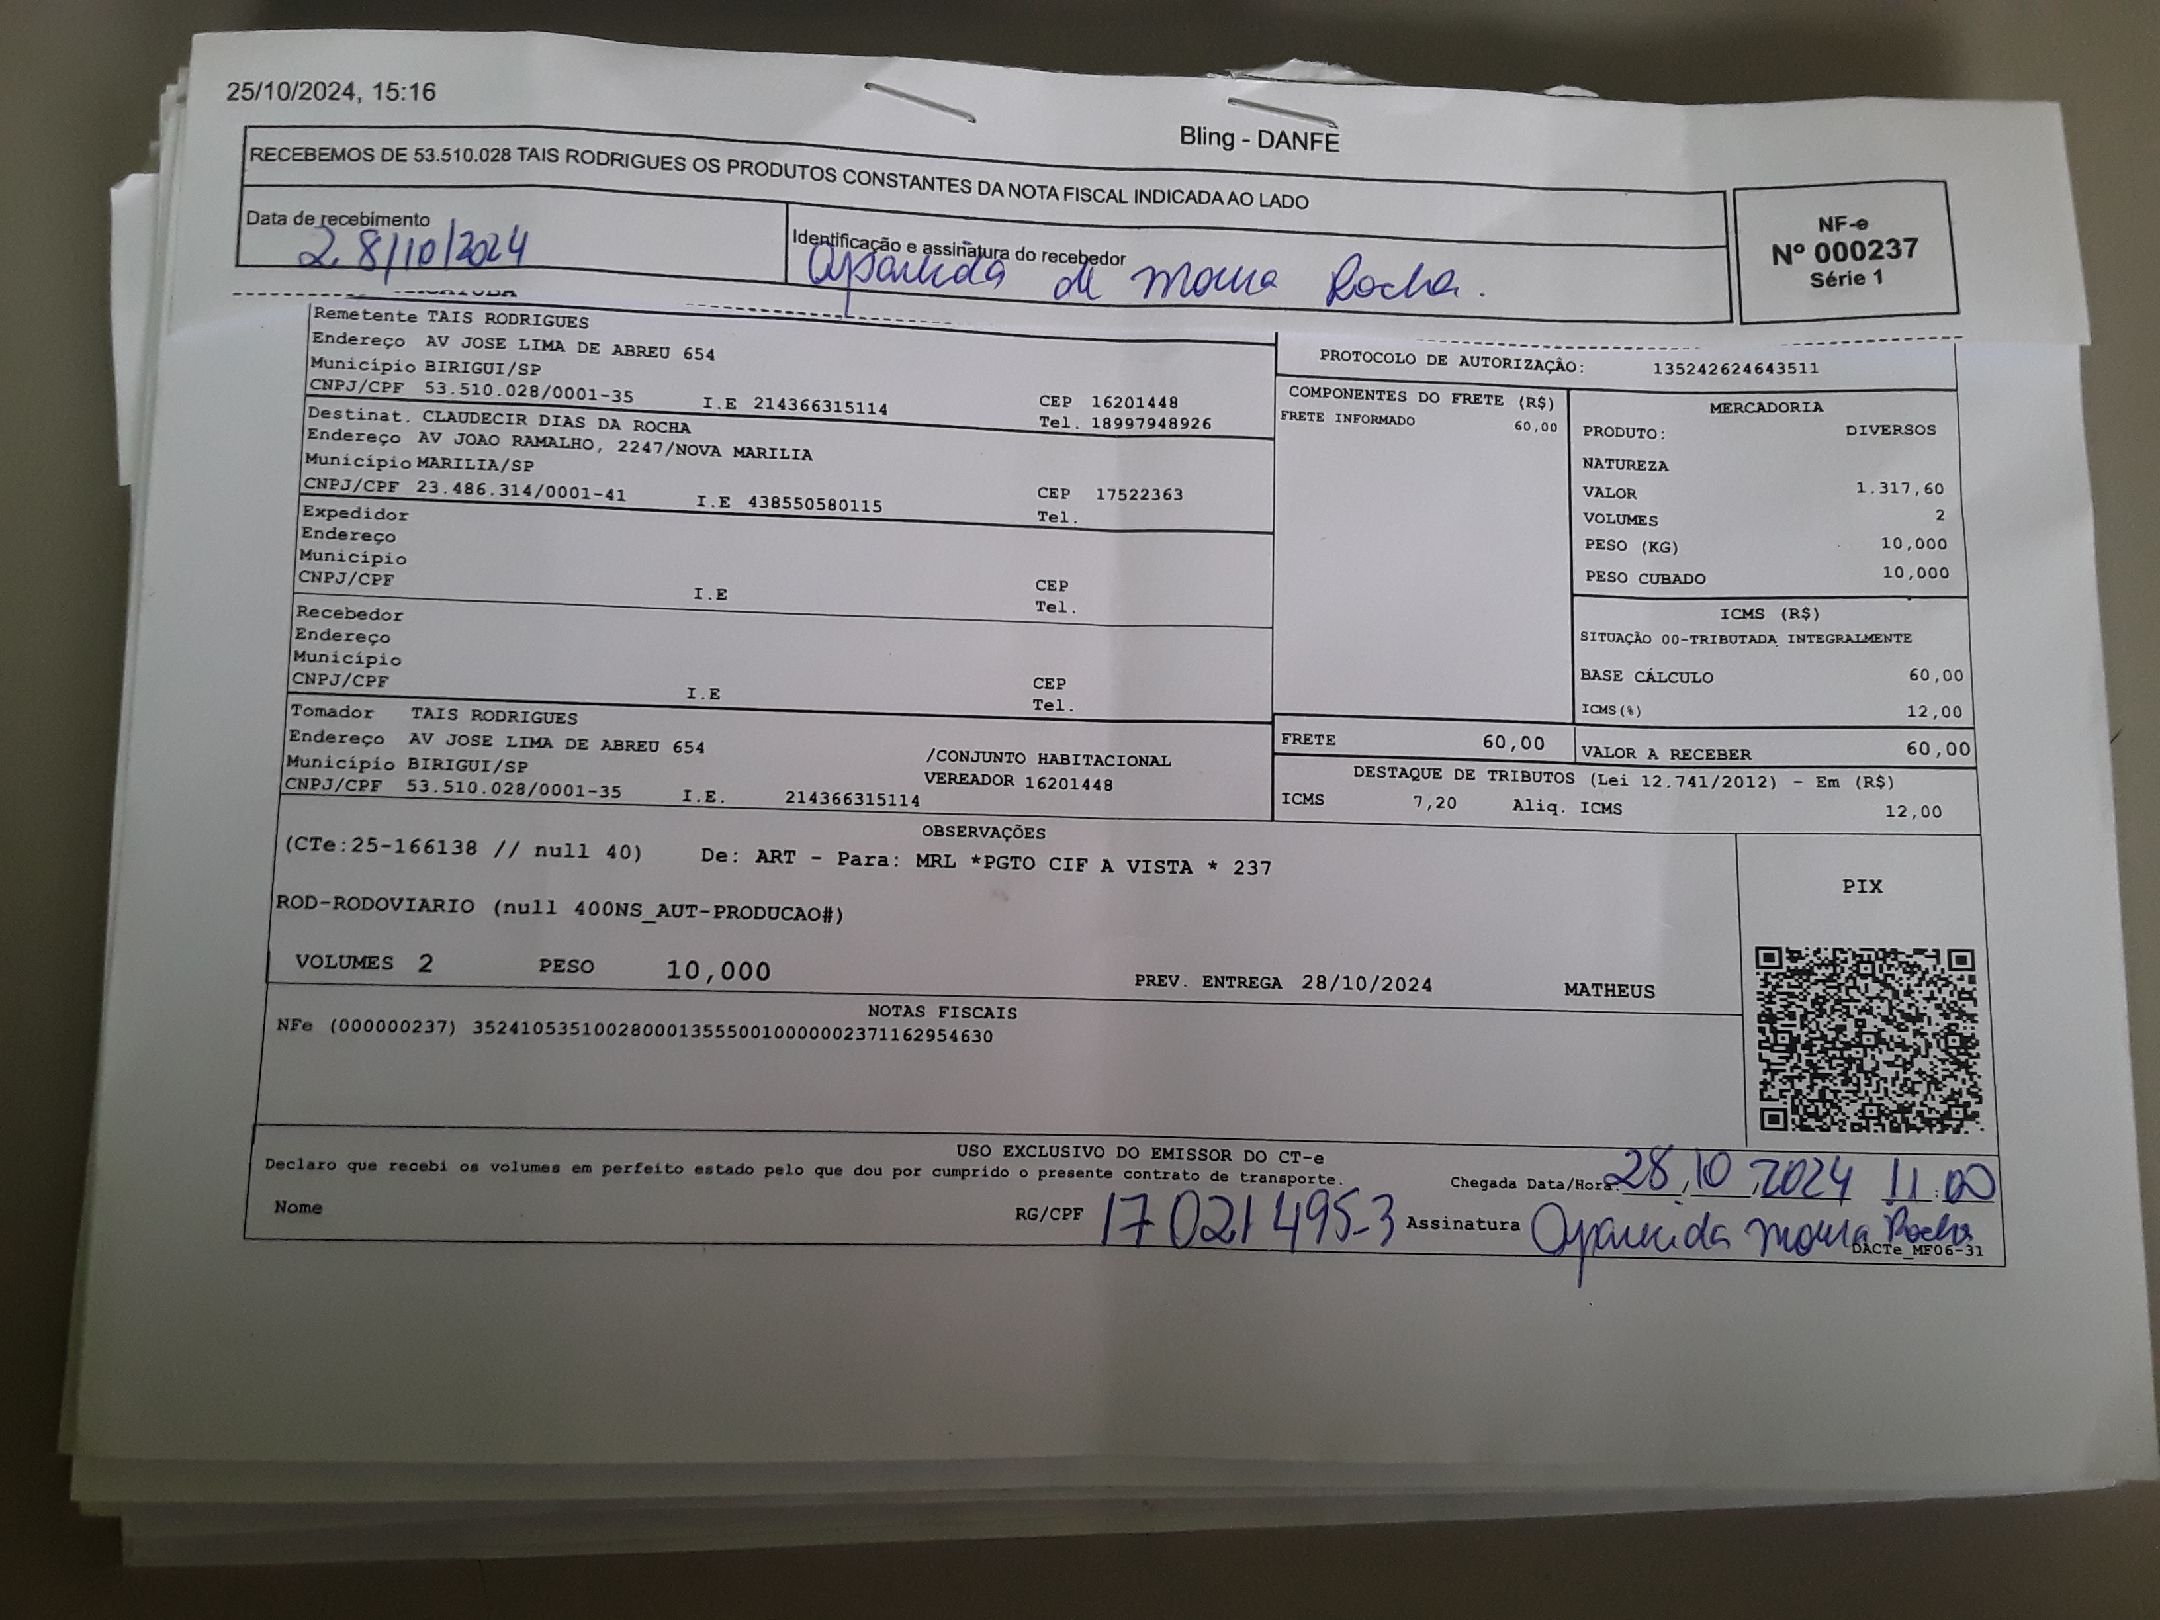 25/10/2024, 15:16
Bling - DANFE
RECEBEMOS DE 53.510.028 TAIS RODRIGUES OS PRODUTOS CONSTANTES DA NOTA FISCAL INDICADA AO LADO
Data de recebimento
28/10/2024
Identificação e assinatura do recebedor
Aparecida de Moura Rocha.
NF-e
Nº 000237
Série 1
Remetente TAIS RODRIGUES
Endereço AV JOSE LIMA DE ABREU 654
Município BIRIGUI/SP
CNPJ/CPF 53.510.028/0001-35 I.E 214366315114
CEP 16201448
Tel. 18997948926
Destinat. CLAUDECIR DIAS DA ROCHA
Endereço AV JOAO RAMALHO, 2247/NOVA MARILIA
Município MARILIA/SP
CNPJ/CPF 23.486.314/0001-41 I.E 438550580115
CEP 17522363
Tel.
Expedidor
Endereço
Município
CNPJ/CPF I.E
CEP
Tel.
Recebedor
Endereço
Município
CNPJ/CPF I.E
CEP
Tel.
Tomador TAIS RODRIGUES
Endereço AV JOSE LIMA DE ABREU 654 /CONJUNTO HABITACIONAL
Município BIRIGUI/SP VEREADOR 16201448
CNPJ/CPF 53.510.028/0001-35 I.E. 214366315114
PROTOCOLO DE AUTORIZAÇÂO: 135242624643511
COMPONENTES DO FRETE (R$)
FRETE INFORMADO 60,00
MERCADORIA
PRODUTO: DIVERSOS
NATUREZA
VALOR 1.317,60
VOLUMES 2
PESO (KG) 10,000
PESO CUBADO 10,000
ICMS (R$)
SITUAÇÃO 00-TRIBUTADA INTEGRALMENTE
BASE CÁLCULO 60,00
ICMS(%) 12,00
FRETE 60,00
VALOR A RECEBER 60,00
DESTAQUE DE TRIBUTOS (Lei 12.741/2012) - Em (R$)
ICMS 7,20 Aliq. ICMS 12,00
OBSERVAÇÕES
(CTe:25-166138 // null 40) De: ART - Para: MRL *PGTO CIF A VISTA * 237
ROD-RODOVIARIO (null 400NS_AUT-PRODUCAO#)
VOLUMES 2 PESO 10,000 PREV. ENTREGA 28/10/2024 MATHEUS
PIX
NOTAS FISCAIS
NFe (000000237) 35241053510028000135550010000002371162954630
USO EXCLUSIVO DO EMISSOR DO CT-e
Declaro que recebi os volumes em perfeito estado pelo que dou por cumprido o presente contrato de transporte.
Chegada Data/Hora: 28 10 2024 11:00
Nome
RG/CPF 17 0214953
Assinatura Aparecida Moura Rocha
DACTe_MF06-31